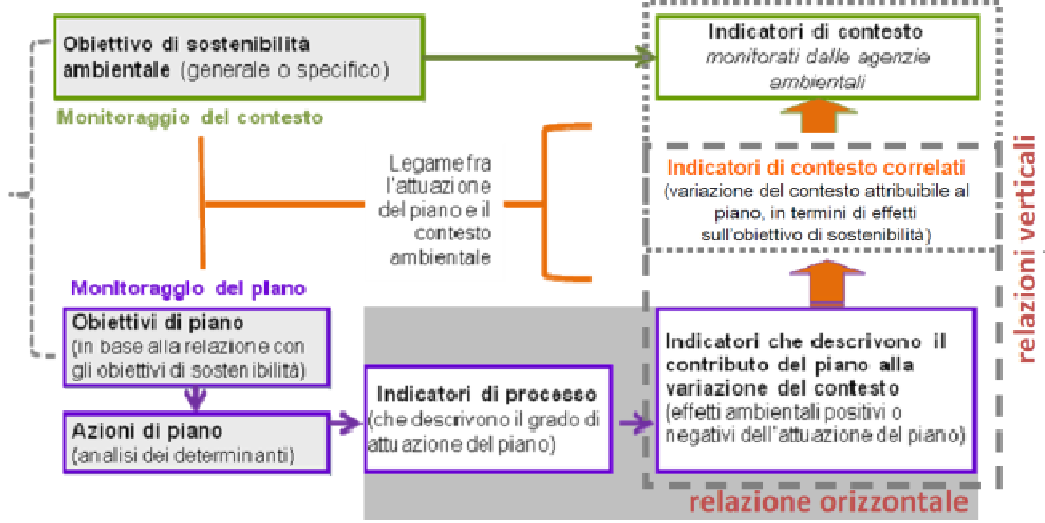 Obiettivo di sostenibilità
ambientale (generale o specifico)
Monitoraggio del contesto
Indicatori di contesto
monitorati dalle agenzie
ambientali
Legame fra
l'attuazione
del piano e il
contesto
ambientale
Indicatori di contesto correlati
(variazione del contesto attribuibile al
piano, in termini di effetti
sull'obiettivo di sostenibilità)
relazioni verticali
Monitoraggio del piano
Obiettivi di piano
(in base alla relazione con
gli obiettivi di sostenibilità)
Azioni di piano
(analisi dei determinanti)
Indicatori di processo
(che descrivono il grado di
attuazione del piano)
Indicatori che descrivono il
contributo del piano alla
variazione del contesto
(effetti ambientali positivi o
negativi dell'attuazione del piano)
relazione orizzontale